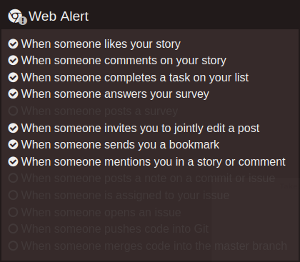 Web Alert
When someone likes your story
When someone comments on your story
When someone completes a task on your list
When someone answers your survey
When someone posts a survey
When someone invites you to jointly edit a post
When someone sends you a bookmark
When someone mentions you in a story or comment
When someone posts a note on a commit or issue
When someone is assigned to your issue
When someone opens an issue
When someone pushes code into Git
When someone merges code into the master branch